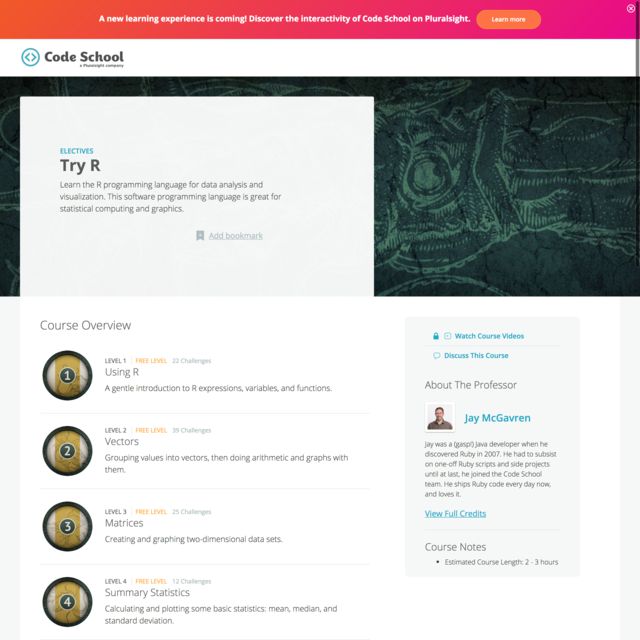 A new learning experience is coming! Discover the interactivity of Code School on Pluralsight.
Learn more
Code School
a Pluralsight company
ELECTIVES
Try R
Learn the R programming language for data analysis and
visualization. This software programming language is great for
statistical computing and graphics.
Add bookmark
Course Overview
1
LEVEL 1 FREE LEVEL 22 Challenges
Using R
A gentle introduction to R expressions, variables, and functions.
2
LEVEL 2 FREE LEVEL 39 Challenges
Vectors
Grouping values into vectors, then doing arithmetic and graphs with
them.
3
LEVEL 3 FREE LEVEL 25 Challenges
Matrices
Creating and graphing two-dimensional data sets.
4
LEVEL 4 FREE LEVEL 12 Challenges
Summary Statistics
Calculating and plotting some basic statistics: mean, median, and
standard deviation.
Watch Course Videos
Discuss This Course
About The Professor
Jay McGavren
Jay was a (gasp!) Java developer when he
discovered Ruby in 2007. He had to subsist
on one-off Ruby scripts and side projects
until at last, he joined the Code School
team. He ships Ruby code every day now,
and loves it.
View Full Credits
Course Notes
Estimated Course Length: 2 - 3 hours